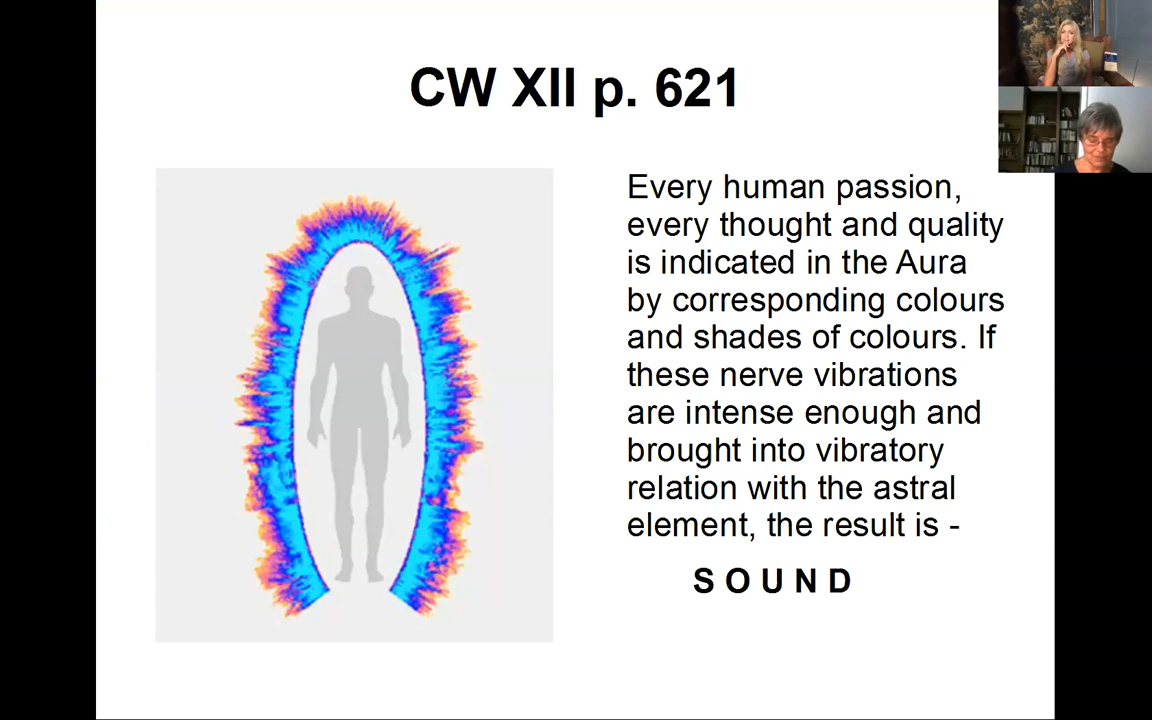 CW XII p. 621
Every human passion,
every thought and quality
is indicated in the Aura
by corresponding colours
and shades of colours. If
these nerve vibrations
are intense enough and
brought into vibratory
relation with the astral
element, the result is -
S O U N D